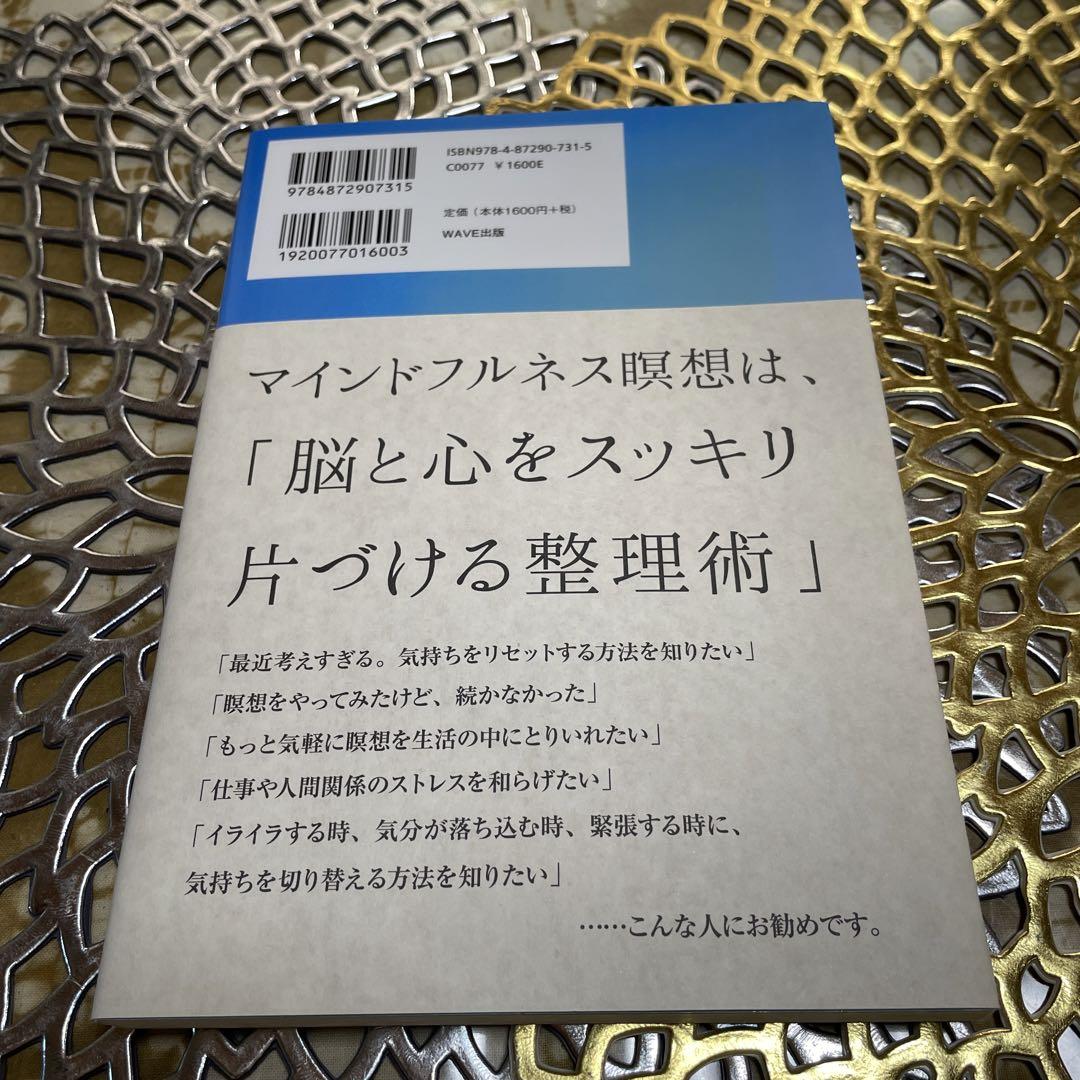 ISBN978-4-87290-731-5
C0077 ¥1600E
9784872907315
定価（本体1600円+税）
WAVE出版
1920077016003
マインドフルネス瞑想は、
「脳と心をスッキリ
片づける整理術」
「最近考えすぎる。気持ちをリセットする方法を知りたい」
「瞑想をやってみたけど、続かなかった」
「もっと気軽に瞑想を生活の中にとりいれたい」
「仕事や人間関係のストレスを和らげたい」
「イライラする時、気分が落ち込む時、緊張する時に、
気持ちを切り替える方法を知りたい」
……こんな人にお勧めです。